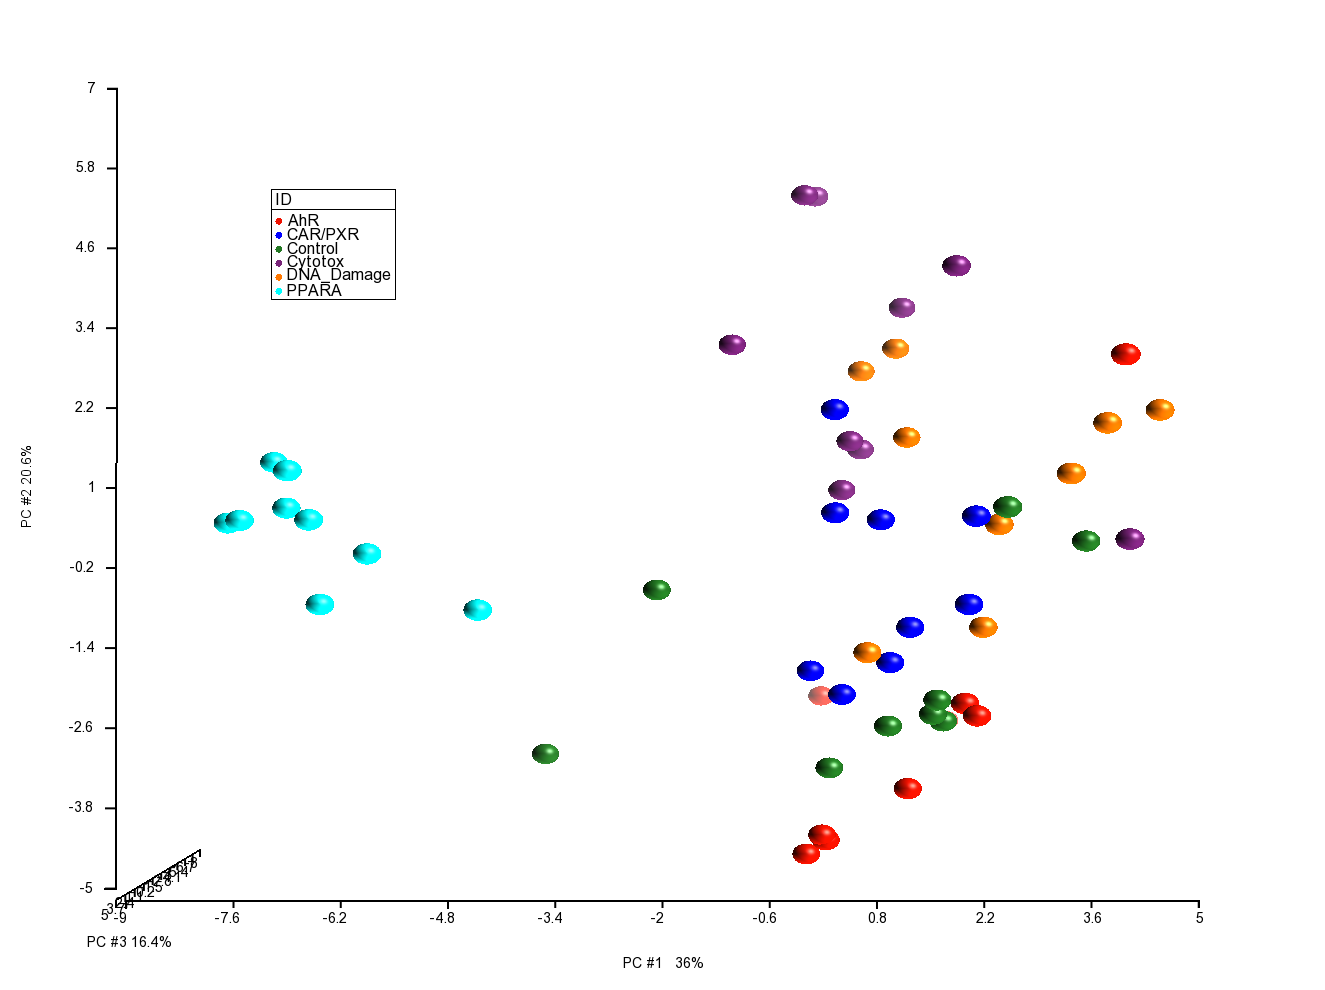 7
5.8
ID
AhR
CAR/PXR
4.6
Control
Cytotox
DNA_Damage
PPARA
3.4
2.2
PC #2 20.6%
1
-0.2
-1.4
-2.6
-3.8
-5
-9 -7.6 -6.2 -4.8 -3.4 -2 -0.6 0.8 2.2 3.6 5
PC #3 16.4%
PC #1 36%